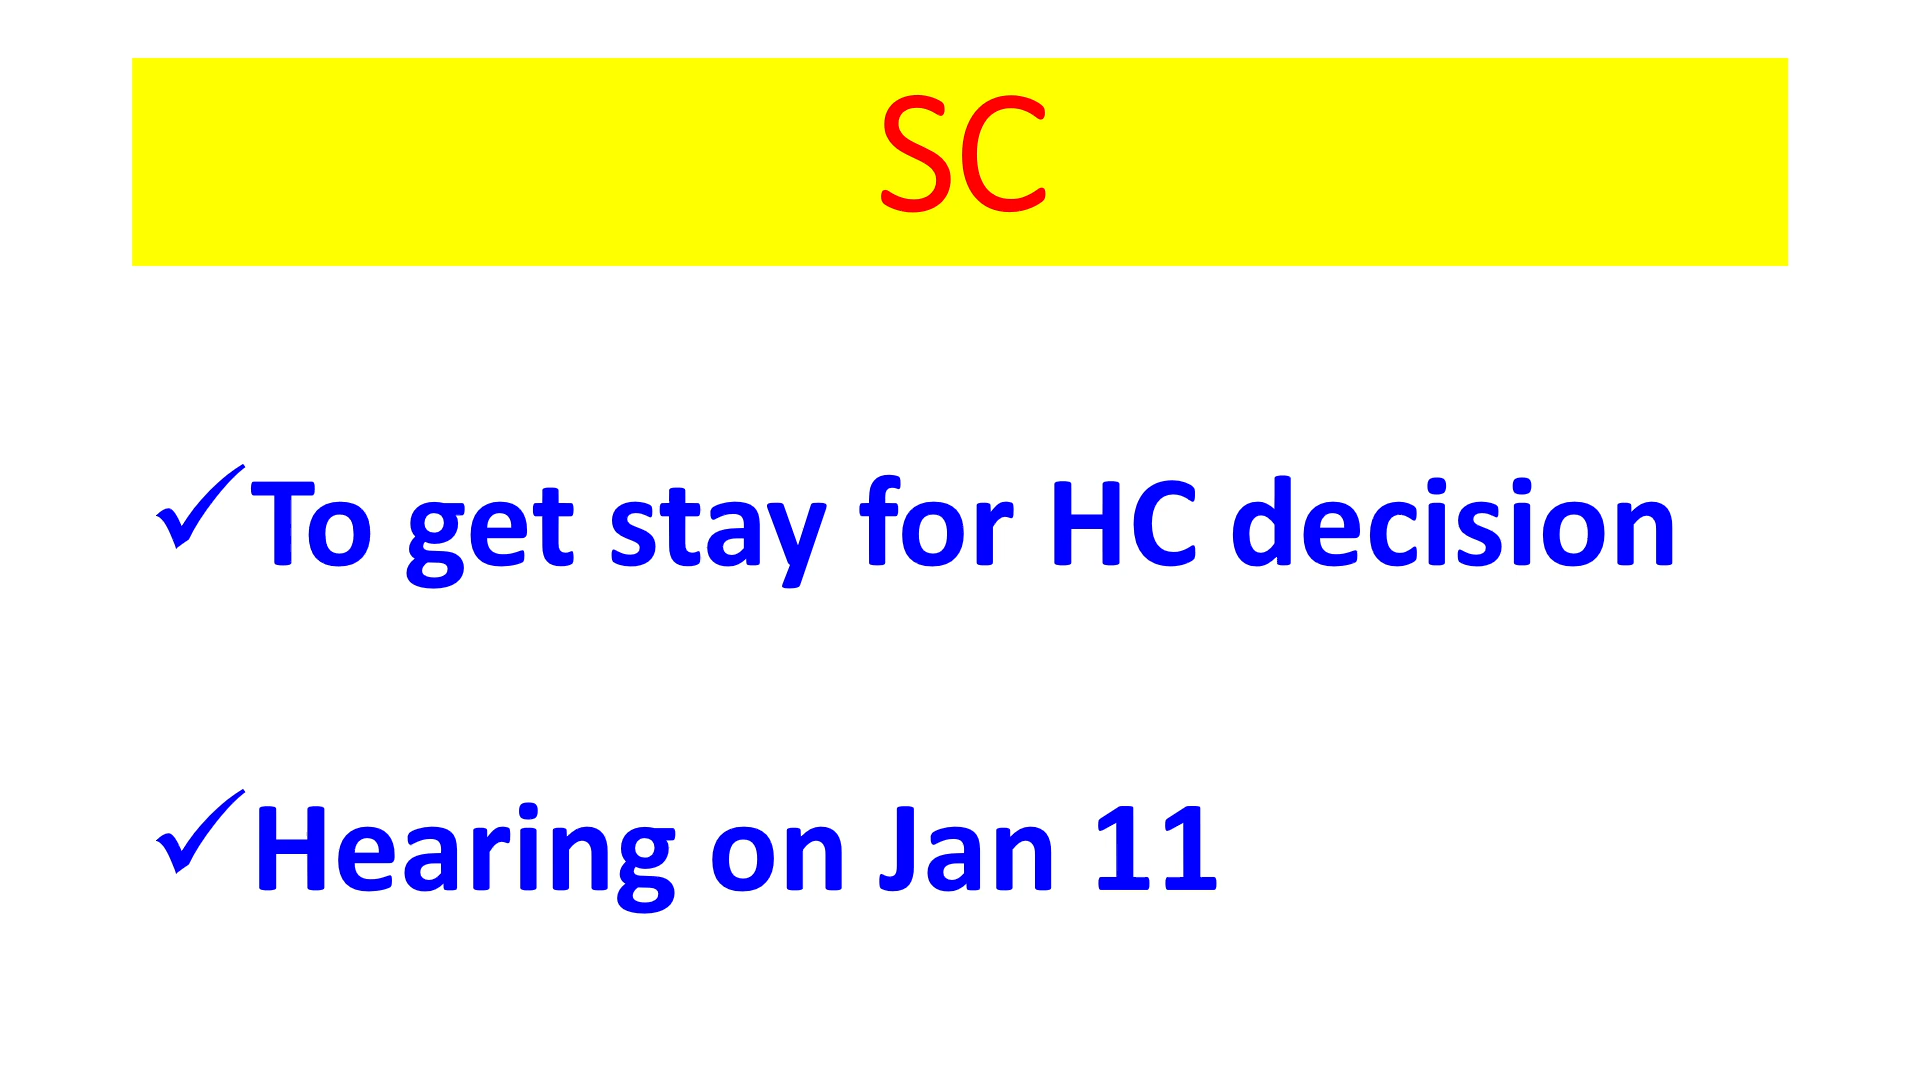 SC
✓To get stay for HC decision
✓Hearing on Jan 11